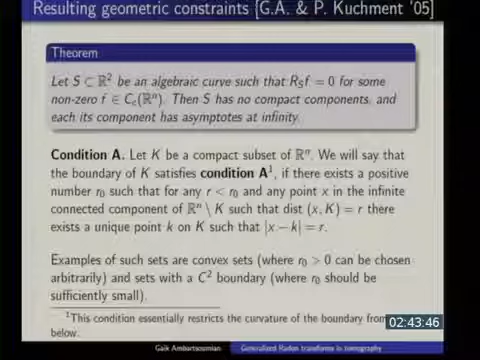 Resulting geometric constraints [G.A. & P. Kuchment '05]
Theorem
Let S ⊂ ℝ² be an algebraic curve such that R_S f = 0 for some
non-zero f ∈ C_c(ℝⁿ). Then S has no compact components, and
each its component has asymptotes at infinity.
Condition A. Let K be a compact subset of ℝⁿ. We will say that
the boundary of K satisfies condition A¹, if there exists a positive
number r₀ such that for any r < r₀ and any point x in the infinite
connected component of ℝⁿ \ K such that dist (x, K) = r there
exists a unique point k on K such that |x − k| = r.
Examples of such sets are convex sets (where r₀ > 0 can be chosen
arbitrarily) and sets with a C² boundary (where r₀ should be
sufficiently small).
¹This condition essentially restricts the curvature of the boundary from
below.
02:43:46
Gaik Ambartsoumian Generalized Radon transforms in tomography